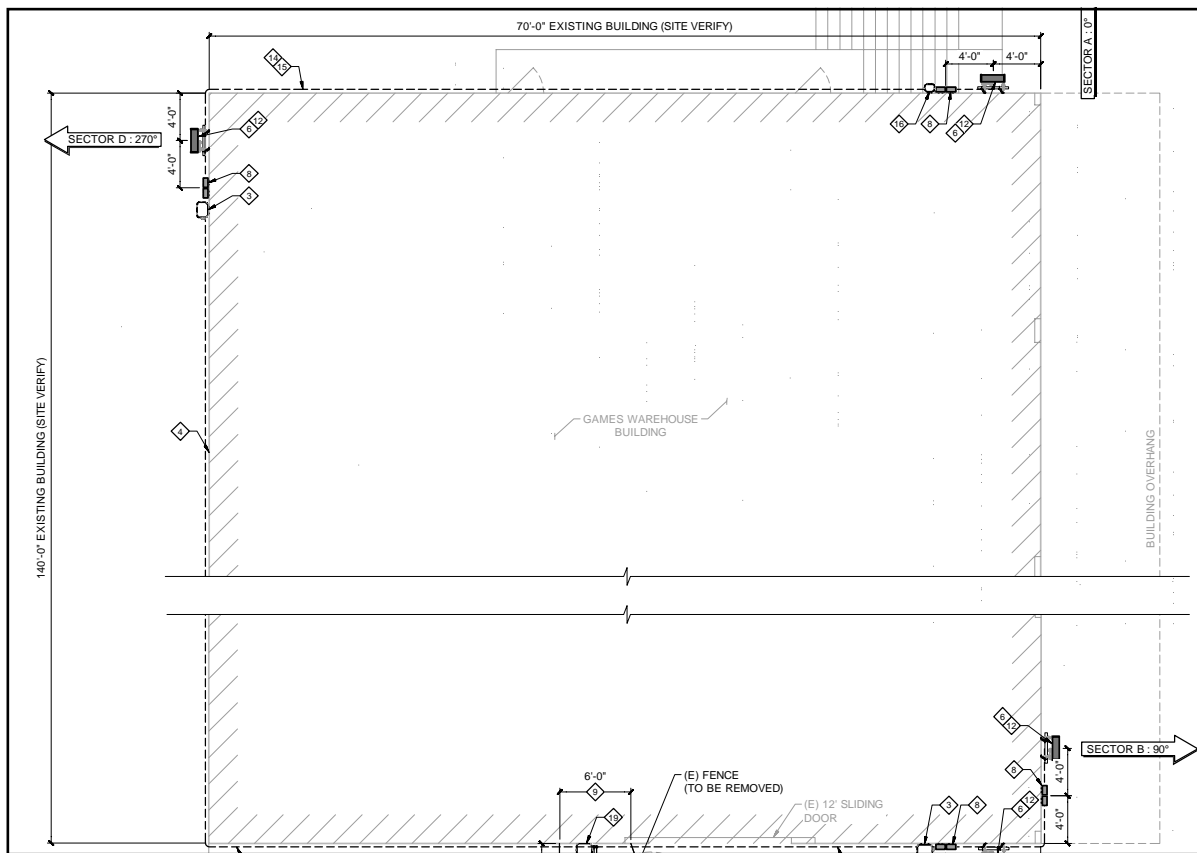 70'-0" EXISTING BUILDING (SITE VERIFY)
SECTOR A : 0°
14
15
4'-0"
4'-0"
4'-0"
SECTOR D : 270°
6
12
16
8
6
12
4'-0"
8
3
140'-0" EXISTING BUILDING (SITE VERIFY)
4
GAMES WAREHOUSE
BUILDING
BUILDING OVERHANG
6
12
SECTOR B : 90°
8
4'-0"
6'-0"
9
(E) FENCE
(TO BE REMOVED)
(E) 12' SLIDING
DOOR
19
3
8
6
12
4'-0"